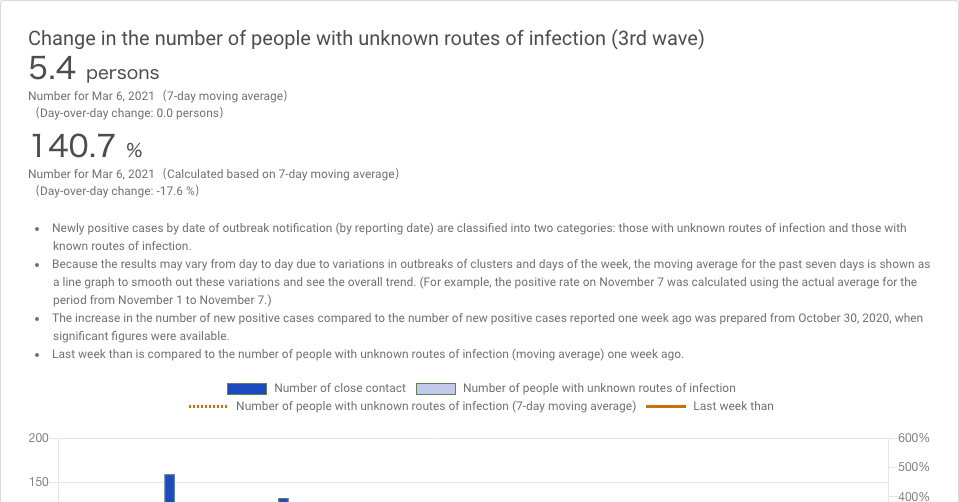 Change in the number of people with unknown routes of infection (3rd wave)
5.4 persons
Number for Mar 6, 2021（7-day moving average）
（Day-over-day change: 0.0 persons）
140.7 %
Number for Mar 6, 2021（Calculated based on 7-day moving average）
（Day-over-day change: -17.6 %）
• Newly positive cases by date of outbreak notification (by reporting date) are classified into two categories: those with unknown routes of infection and those with
known routes of infection.
• Because the results may vary from day to day due to variations in outbreaks of clusters and days of the week, the moving average for the past seven days is shown as
a line graph to smooth out these variations and see the overall trend. (For example, the positive rate on November 7 was calculated using the actual average for the
period from November 1 to November 7.)
• The increase in the number of new positive cases compared to the number of new positive cases reported one week ago was prepared from October 30, 2020, when
significant figures were available.
• Last week than is compared to the number of people with unknown routes of infection (moving average) one week ago.
Number of close contact Number of people with unknown routes of infection
Number of people with unknown routes of infection (7-day moving average) Last week than
200 600%
500%
150
400%